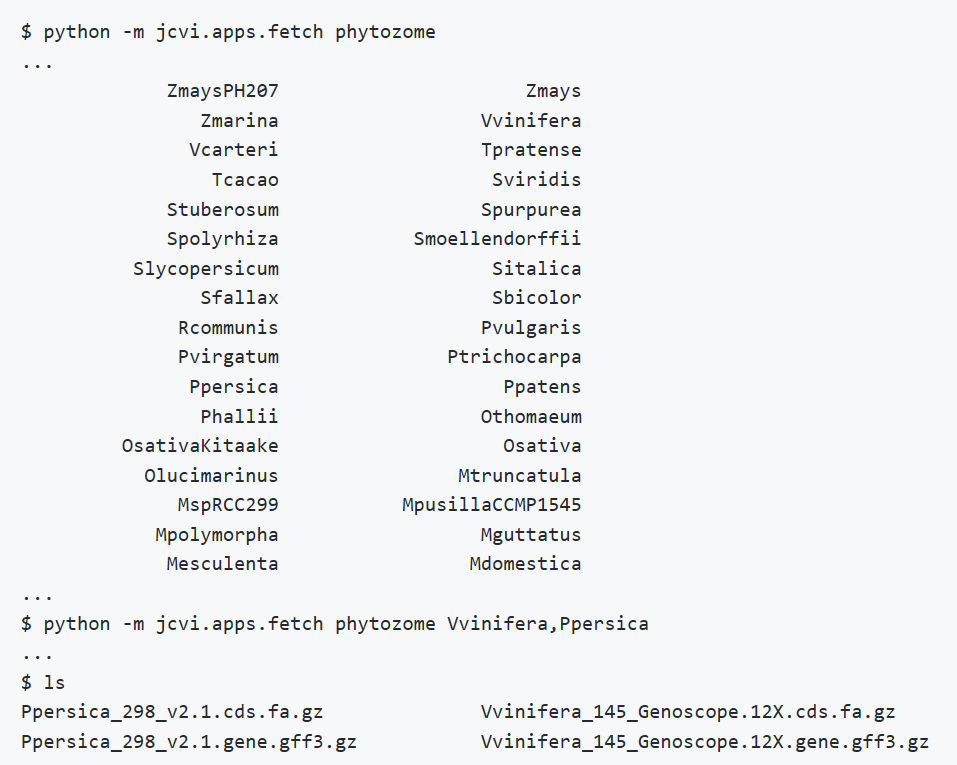 $ python -m jcvi.apps.fetch phytozome
...
ZmaysPH207 Zmays
Zmarina Vvinifera
Vcarteri Tpratense
Tcacao Sviridis
Stuberosum Spurpurea
Spolyrhiza Smoellendorffii
Slycopersicum Sitalica
Sfallax Sbicolor
Rcommunis Pvulgaris
Pvirgatum Ptrichocarpa
Ppersica Ppatens
Phallii Othomaeum
OsativaKitaake Osativa
Olucimarinus Mtruncatula
MspRCC299 MpusillaCCMP1545
Mpolymorpha Mguttatus
Mesculenta Mdomestica
...
$ python -m jcvi.apps.fetch phytozome Vvinifera,Ppersica
...
$ ls
Ppersica_298_v2.1.cds.fa.gz Vvinifera_145_Genoscope.12X.cds.fa.gz
Ppersica_298_v2.1.gene.gff3.gz Vvinifera_145_Genoscope.12X.gene.gff3.gz